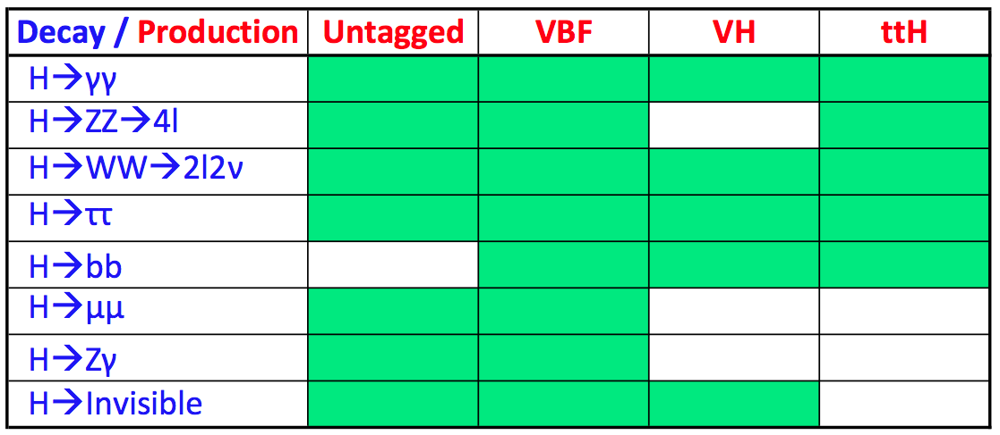 Decay / Production Untagged VBF VH ttH
H→γγ
H→ZZ→4l
H→WW→2l2ν
H→ττ
H→bb
H→μμ
H→Zγ
H→Invisible